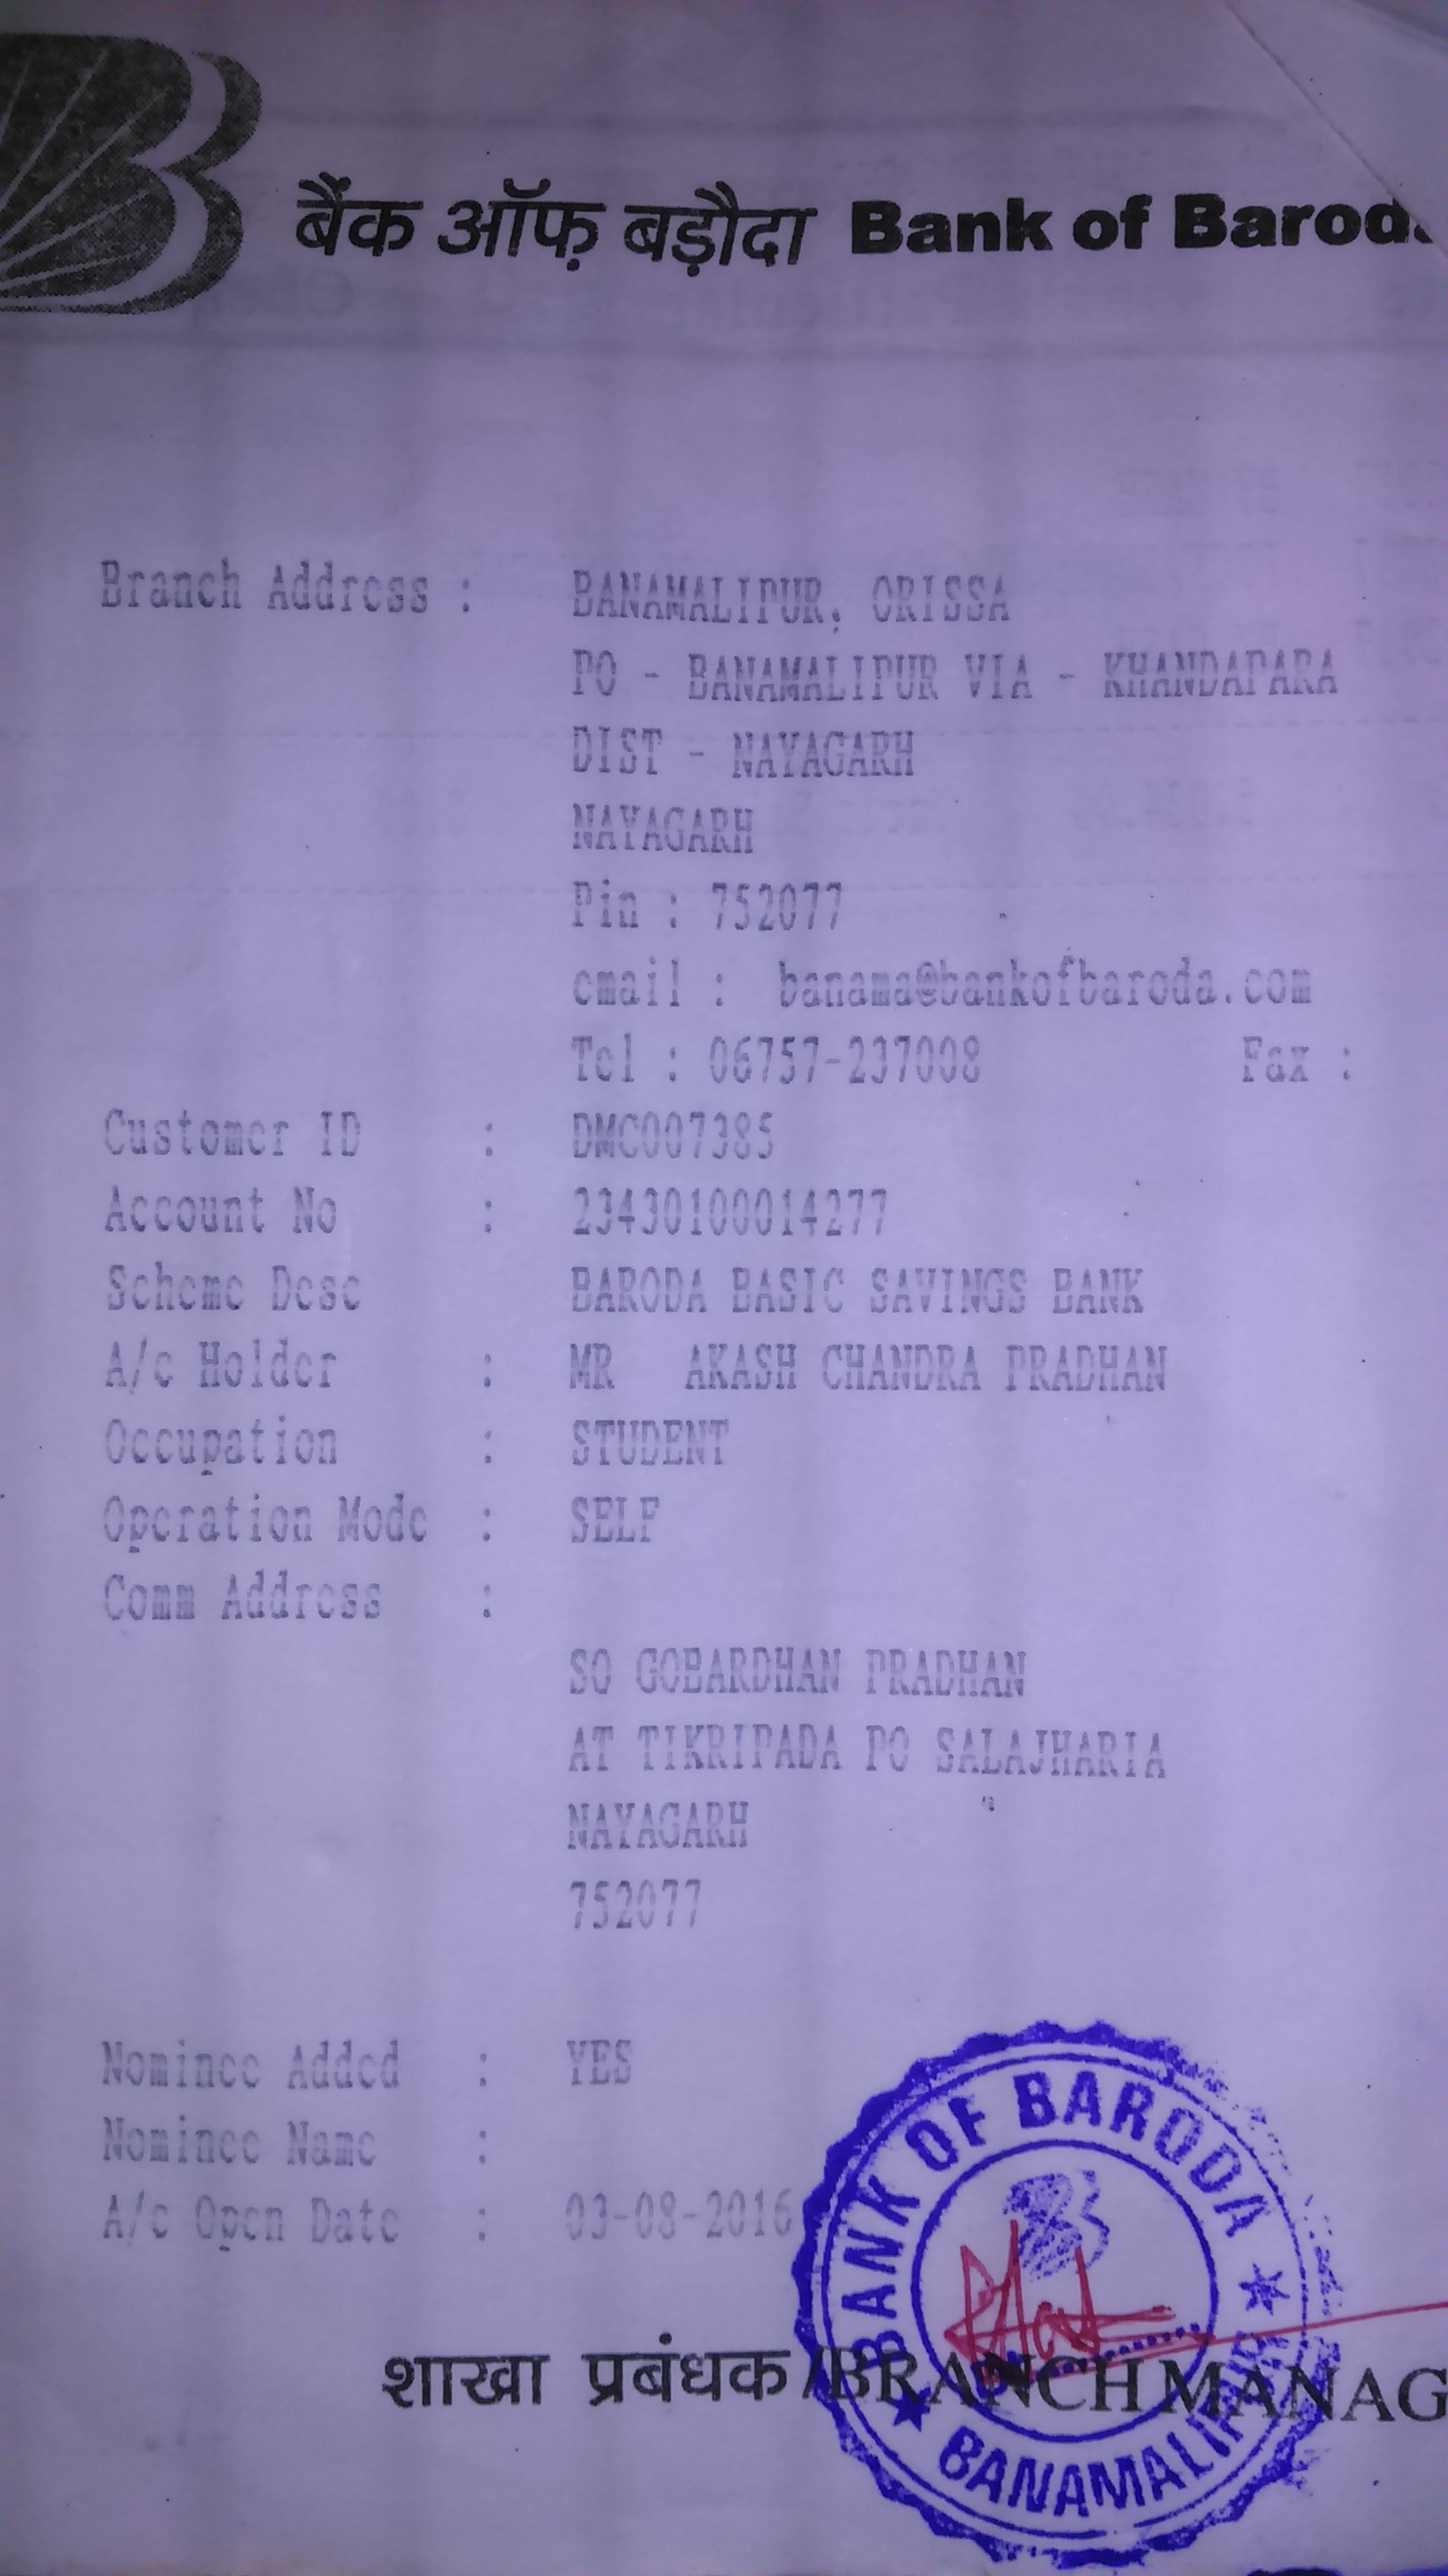 बैंक ऑफ़ बड़ौदा Bank of Baroda
Branch Address : BANAMALIPUR, ORISSA
PO - BANAMALIPUR VIA - KHANDAPARA
DIST - NAYAGARH
NAYAGARH
Pin : 752077
email : banama@bankofbaroda.com
Tel : 06757-237008 Fax :
Customer ID : DMC007385
Account No : 23430100014277
Scheme Desc BARODA BASIC SAVINGS BANK
A/c Holder : MR AKASH CHANDRA PRADHAN
Occupation : STUDENT
Operation Mode : SELF
Comm Address :
SO GOBARDHAN PRADHAN
AT TIKRIPADA PO SALAJHARIA
NAYAGARH
752077
Nominee Added : YES
Nominee Name :
A/c Open Date : 03-08-2016
BANK OF BARODA
BANAMALIPUR
शाखा प्रबंधक/BRANCH MANAG